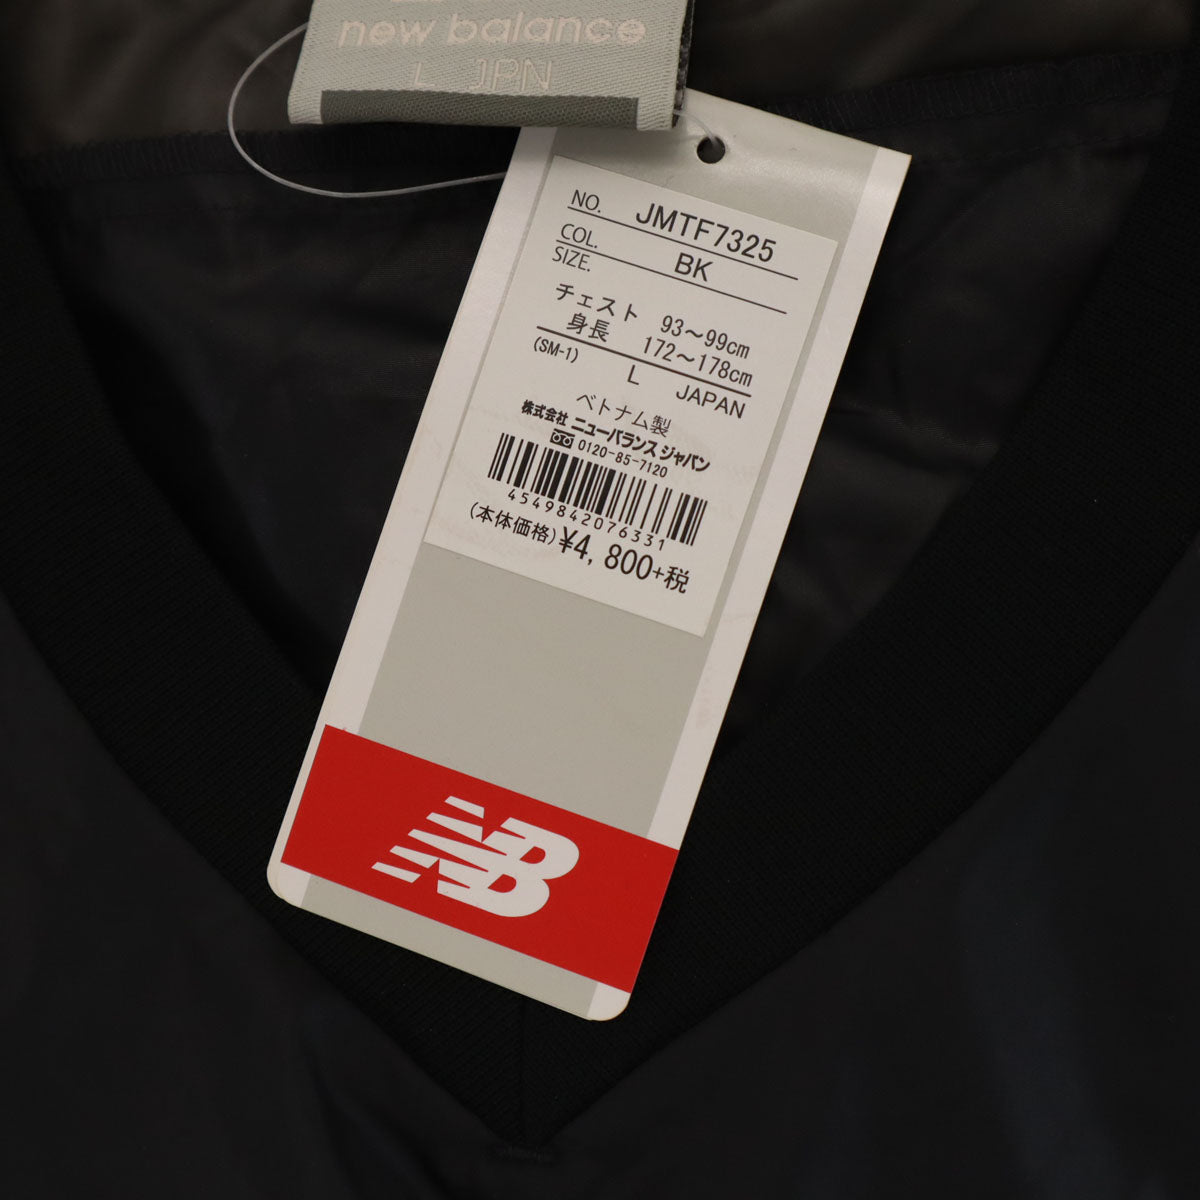 new balance
L JPN
NO. JMTF7325
COL. BK
SIZE.
チェスト 93～99cm
身長 172～178cm
(SM-1) L JAPAN
ベトナム製
株式会社 ニューバランス ジャパン
0120-85-7120
4549842076331
(本体価格)¥4,800+税
NB